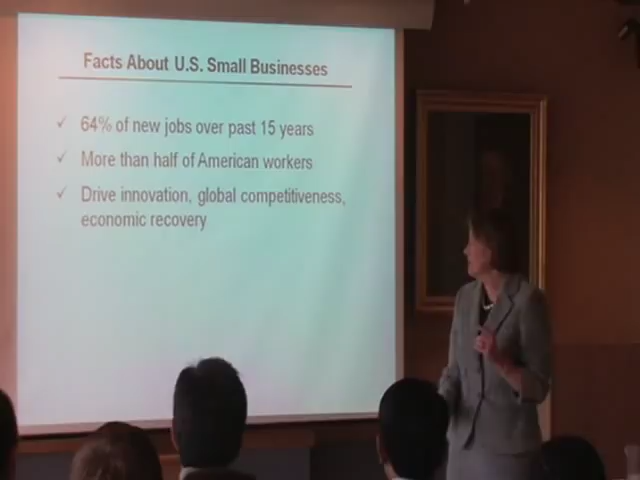 Facts About U.S. Small Businesses
✓ 64% of new jobs over past 15 years
✓ More than half of American workers
✓ Drive innovation, global competitiveness,
economic recovery